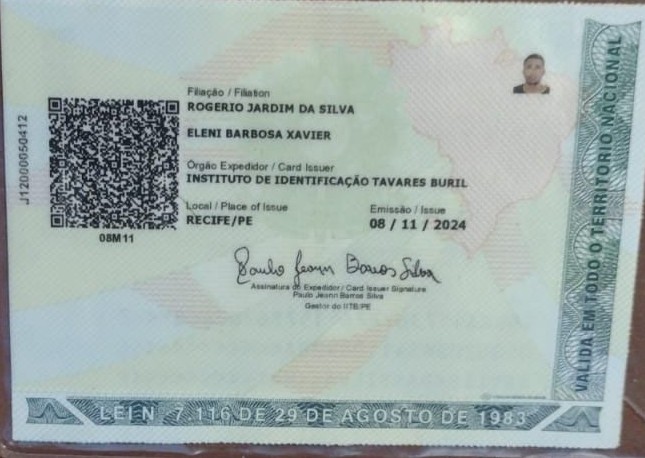 Filiação / Filiation
ROGERIO JARDIM DA SILVA
ELENI BARBOSA XAVIER
Órgão Expedidor / Card Issuer
INSTITUTO DE IDENTIFICAÇÃO TAVARES BURIL
Local / Place of Issue
RECIFE/PE
Emissão / Issue
08 / 11 / 2024
J12000050412
08M11
Paulo Jeann Barros Silva
Assinatura do Expedidor / Card Issuer Signature
Paulo Jeann Barros Silva
Gestor do IITB/PE
VALIDA EM TODO O TERRITORIO NACIONAL
LEI N 7.116 DE 29 DE AGOSTO DE 1983